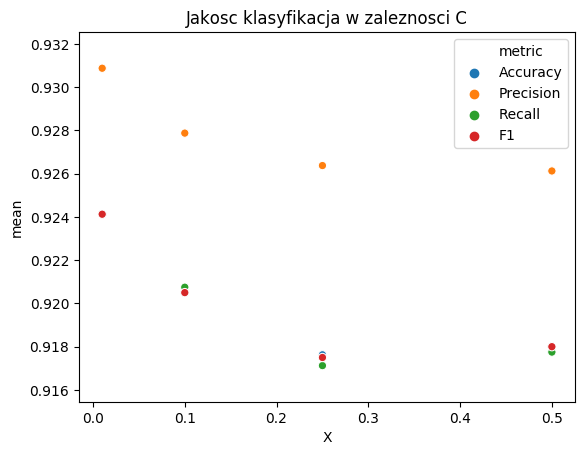 Jakosc klasyfikacja w zaleznosci C
metric
Accuracy
Precision
Recall
F1
0.932
0.930
0.928
0.926
0.924
0.922
0.920
0.918
0.916
mean
0.0
0.1
0.2
0.3
0.4
0.5
X